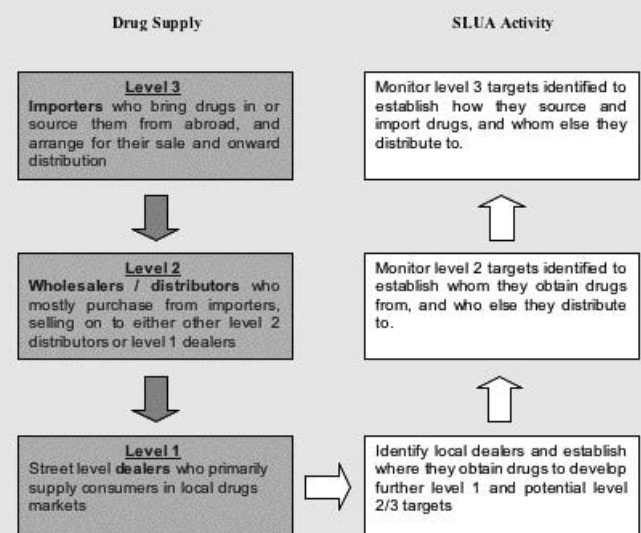 Drug Supply
SLUA Activity
Level 3
Importers who bring drugs in or
source them from abroad, and
arrange for their sale and onward
distribution
Monitor level 3 targets identified to
establish how they source and
import drugs, and whom else they
distribute to.
Level 2
Wholesalers / distributors who
mostly purchase from importers,
selling on to either other level 2
distributors or level 1 dealers
Monitor level 2 targets identified to
establish whom they obtain drugs
from, and who else they distribute
to.
Level 1
Street level dealers who primarily
supply consumers in local drugs
markets
Identify local dealers and establish
where they obtain drugs to develop
further level 1 and potential level
2/3 targets